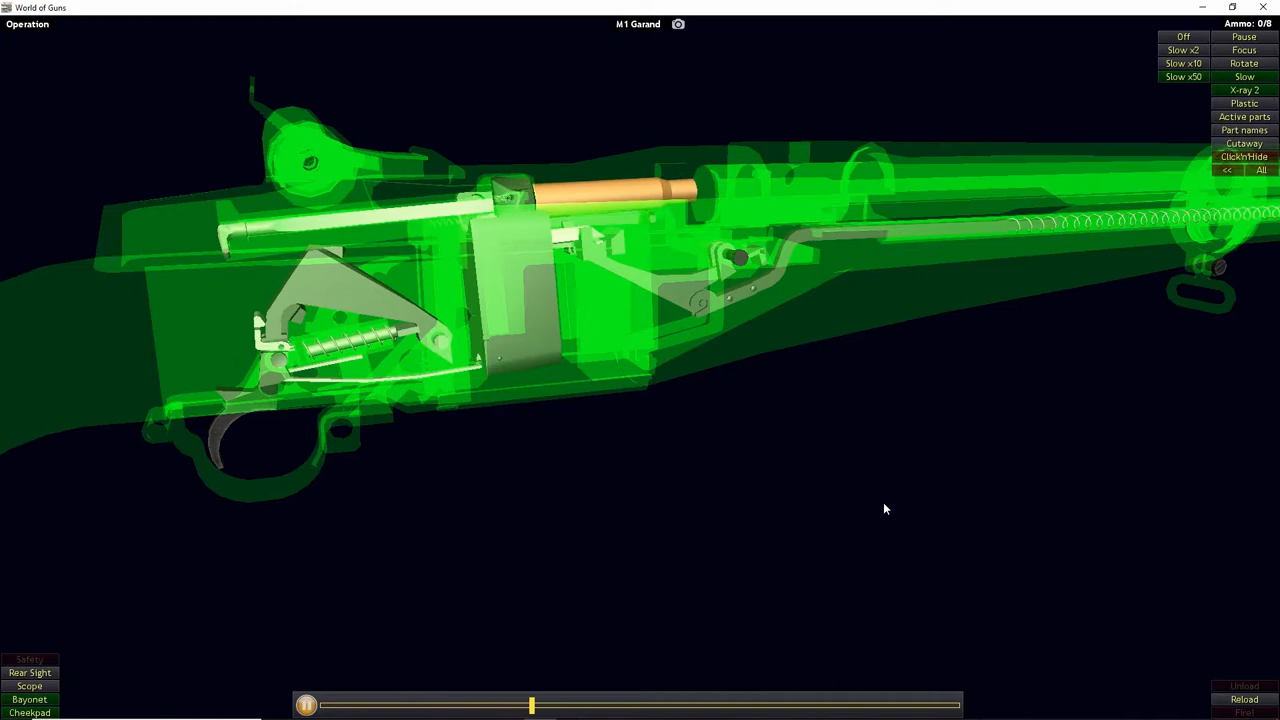 World of Guns
Operation
M1 Garand
Ammo: 0/8
Off
Pause
Slow x2
Focus
Slow x10
Rotate
Slow x50
Slow
X-ray 2
Plastic
Active parts
Part names
Cutaway
Click'n'Hide
<<
All
Safety
Rear Sight
Scope
Bayonet
Cheekpad
Unload
Reload
Fire!